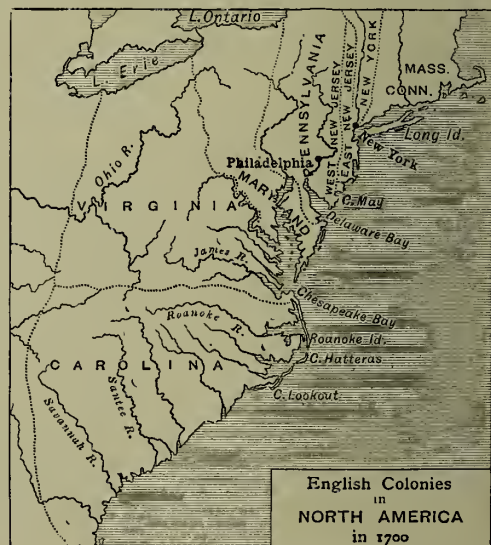 L. Ontario
L. Erie
PENNSYLVANIA
WEST NEW JERSEY
EAST NEW JERSEY
NEW YORK
MASS.
CONN.
Long Id.
New York
Ohio R.
Philadelphia
MARYLAND
C. May
VIRGINIA
Delaware Bay
James R.
Chesapeake Bay
Roanoke R.
Roanoke Id.
C. Hatteras
CAROLINA
C. Lookout
Santee R.
Savannah R.
English Colonies
in
NORTH AMERICA
in 1700